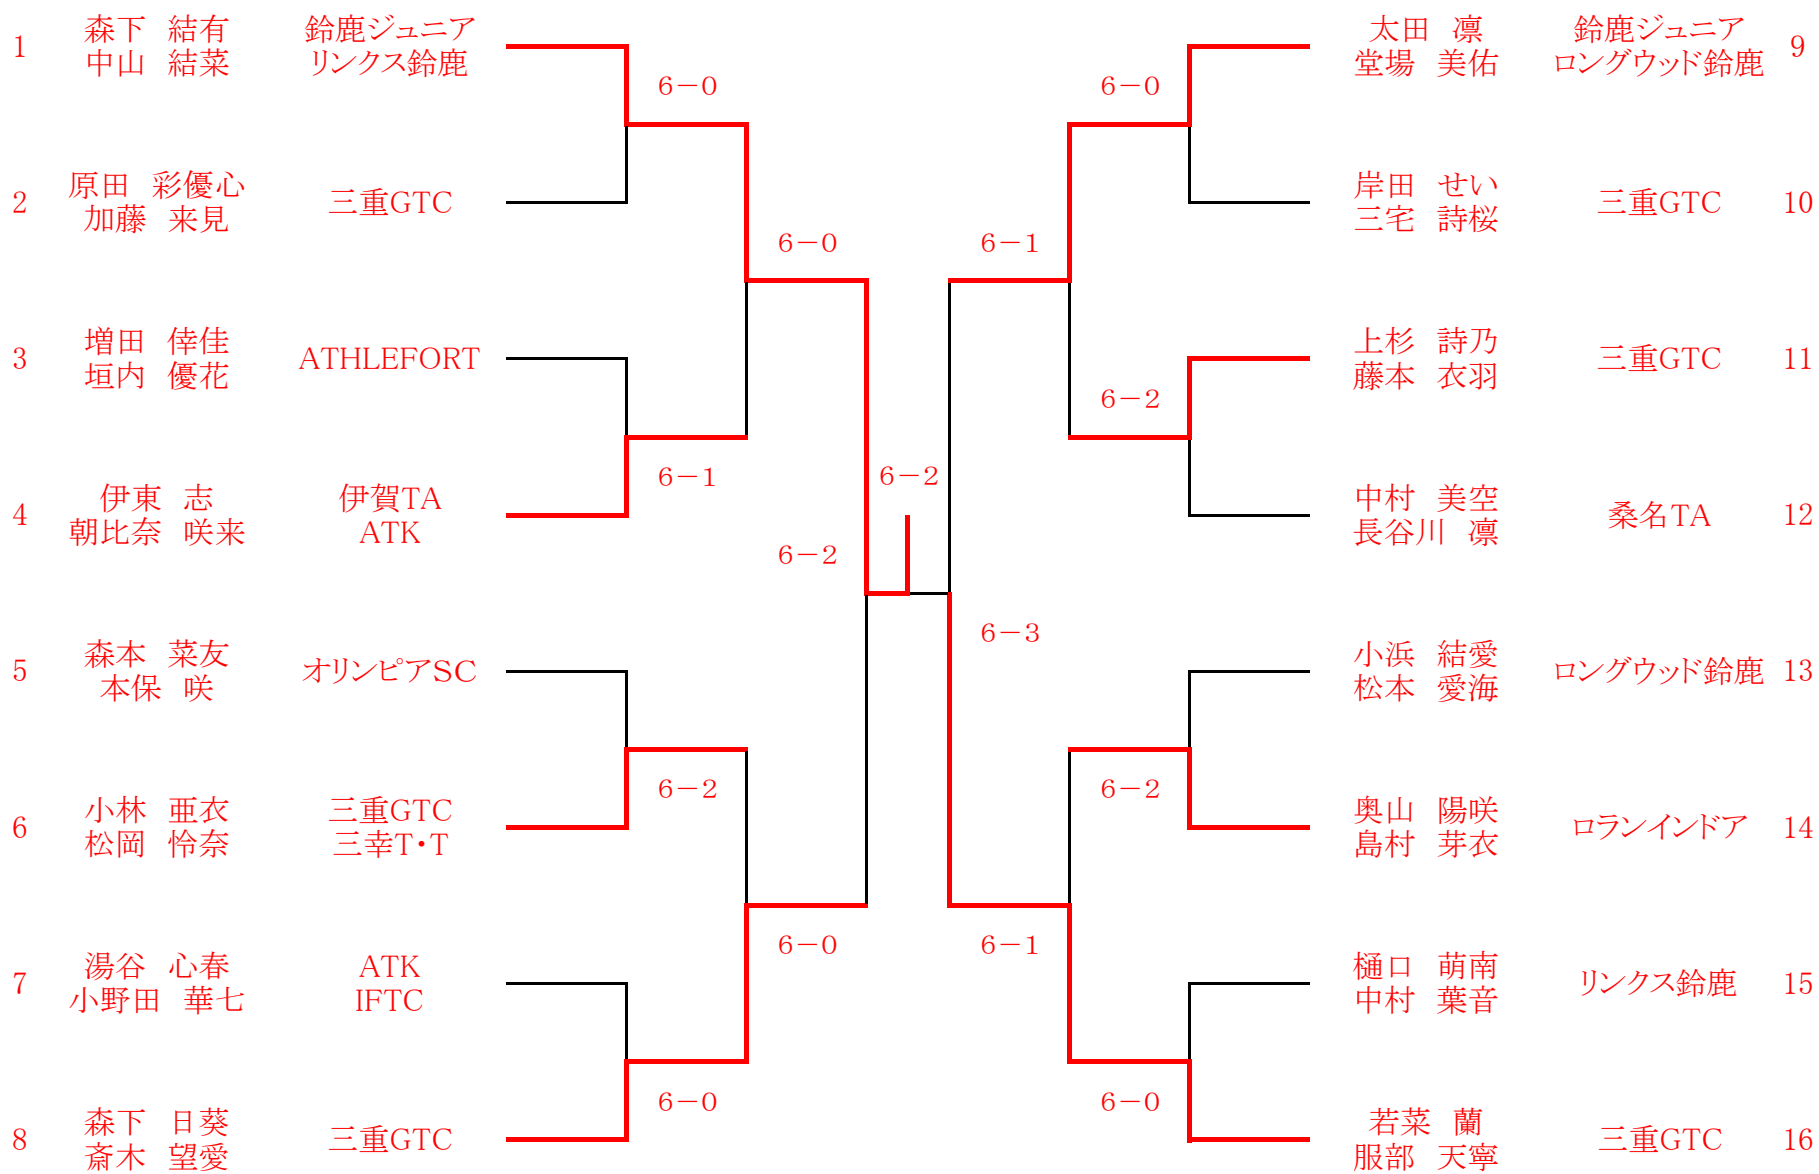 1 森下 結有 鈴鹿ジュニア
中山 結菜 リンクス鈴鹿
6-0
2 原田 彩優心 三重GTC
加藤 来見
6-0
3 増田 倖佳 ATHLEFORT
垣内 優花
6-1
4 伊東 志 伊賀TA
朝比奈 咲来 ATK
6-2
6-2
5 森本 菜友 オリンピアSC
本保 咲
6-2
6 小林 亜衣 三重GTC
松岡 怜奈 三幸T・T
6-0
7 湯谷 心春 ATK
小野田 華七 IFTC
6-0
8 森下 日葵 三重GTC
斎木 望愛
太田 凛 鈴鹿ジュニア 9
堂場 美佑 ロングウッド鈴鹿
6-0
岸田 せい 三重GTC 10
三宅 詩桜
6-1
上杉 詩乃 三重GTC 11
藤本 衣羽
6-2
中村 美空 桑名TA 12
長谷川 凛
6-3
小浜 結愛 ロングウッド鈴鹿 13
松本 愛海
6-2
奥山 陽咲 ロランインドア 14
島村 芽衣
6-1
樋口 萌南 リンクス鈴鹿 15
中村 葉音
6-0
若菜 蘭 三重GTC 16
服部 天寧